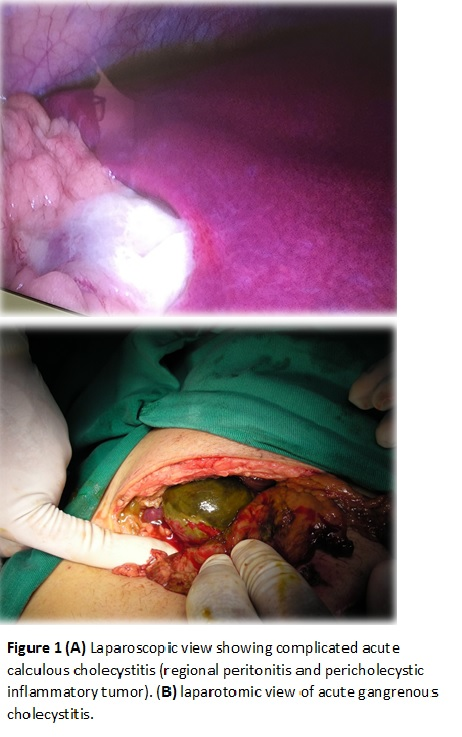 Figure 1 (A) Laparoscopic view showing complicated acute
calculous cholecystitis (regional peritonitis and pericholecystic
inflammatory tumor). (B) laparotomic view of acute gangrenous
cholecystitis.